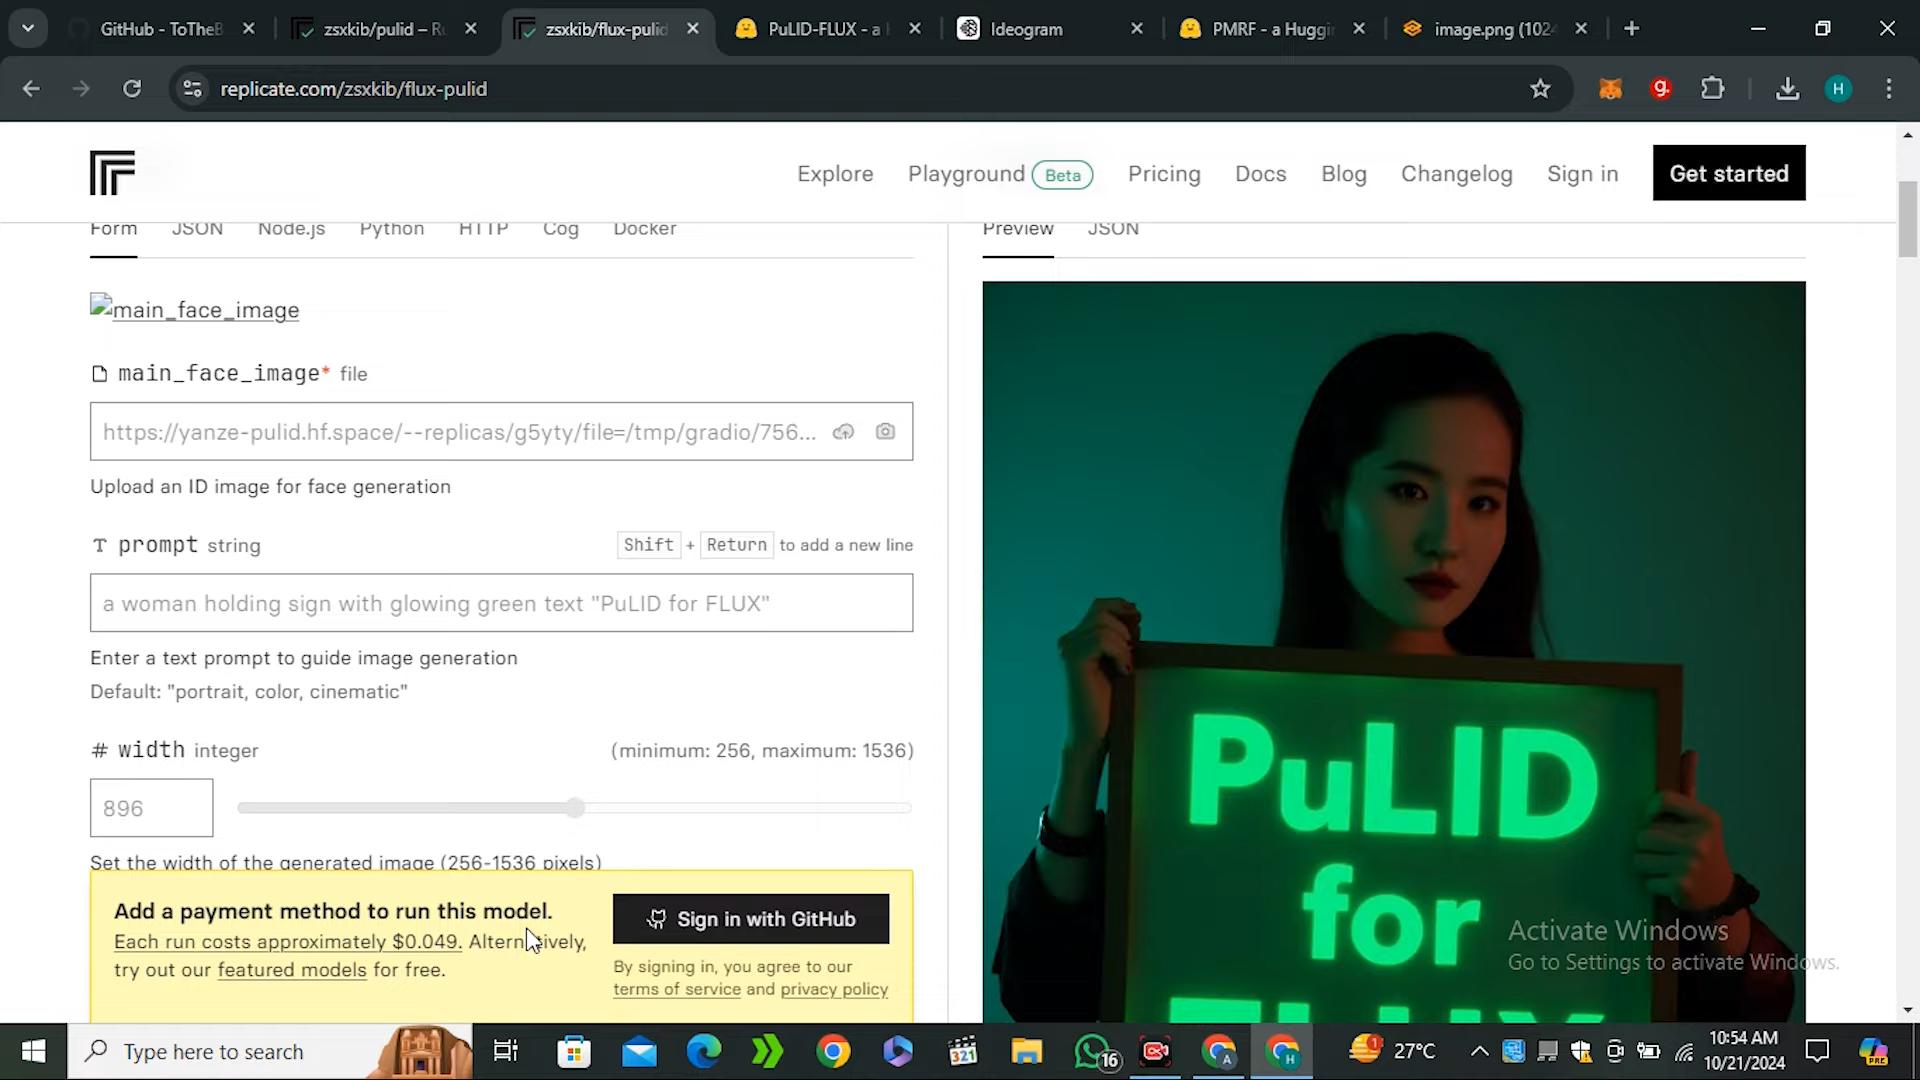 GitHub - ToTheB
zsxkib/pulid – Ru
zsxkib/flux-pulid
PuLID-FLUX - a H
Ideogram
PMRF - a Huggin
image.png (1024
replicate.com/zsxkib/flux-pulid
Explore Playground Beta Pricing Docs Blog Changelog Sign in Get started
Form JSON Node.js Python HTTP Cog Docker
Preview JSON
main_face_image
main_face_image* file
https://yanze-pulid.hf.space/--replicas/g5yty/file=/tmp/gradio/756...
Upload an ID image for face generation
prompt string Shift + Return to add a new line
a woman holding sign with glowing green text "PuLID for FLUX"
Enter a text prompt to guide image generation
Default: "portrait, color, cinematic"
# width integer (minimum: 256, maximum: 1536)
896
Set the width of the generated image (256-1536 pixels)
Add a payment method to run this model.
Each run costs approximately $0.049. Alternatively,
try out our featured models for free.
Sign in with GitHub
By signing in, you agree to our
terms of service and privacy policy
PuLID
for
FLUX
Activate Windows
Go to Settings to activate Windows.
Type here to search
321
16
1
27°C
10:54 AM
10/21/2024
PRE